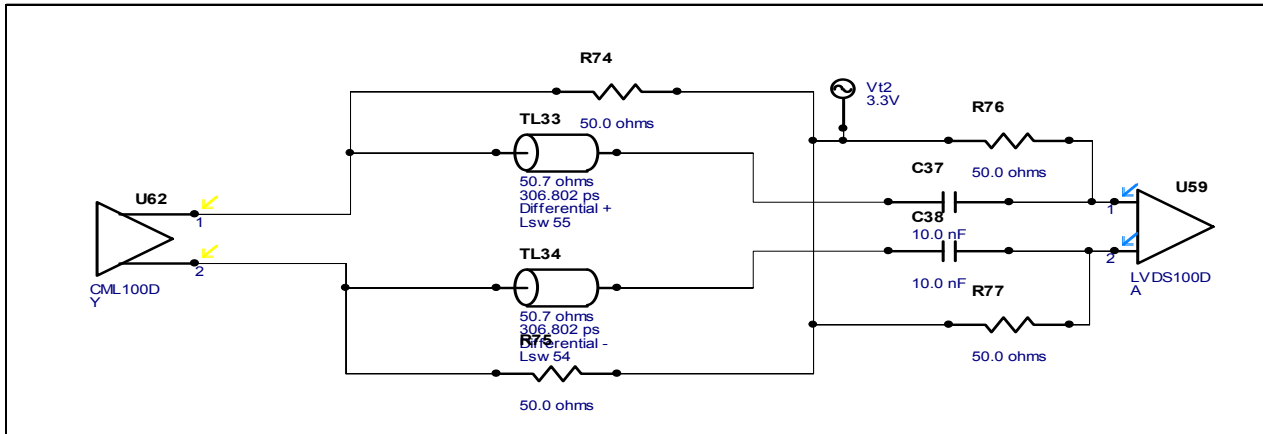 R74
50.0 ohms
Vt2
3.3V
R76
50.0 ohms
TL33
50.7 ohms
306.802 ps
Differential +
Lsw 55
C37
10.0 nF
U59
1
2
LVDS100D
A
U62
1
2
CML100D
Y
C38
10.0 nF
TL34
50.7 ohms
306.802 ps
Differential -
Lsw 54
R75
50.0 ohms
R77
50.0 ohms